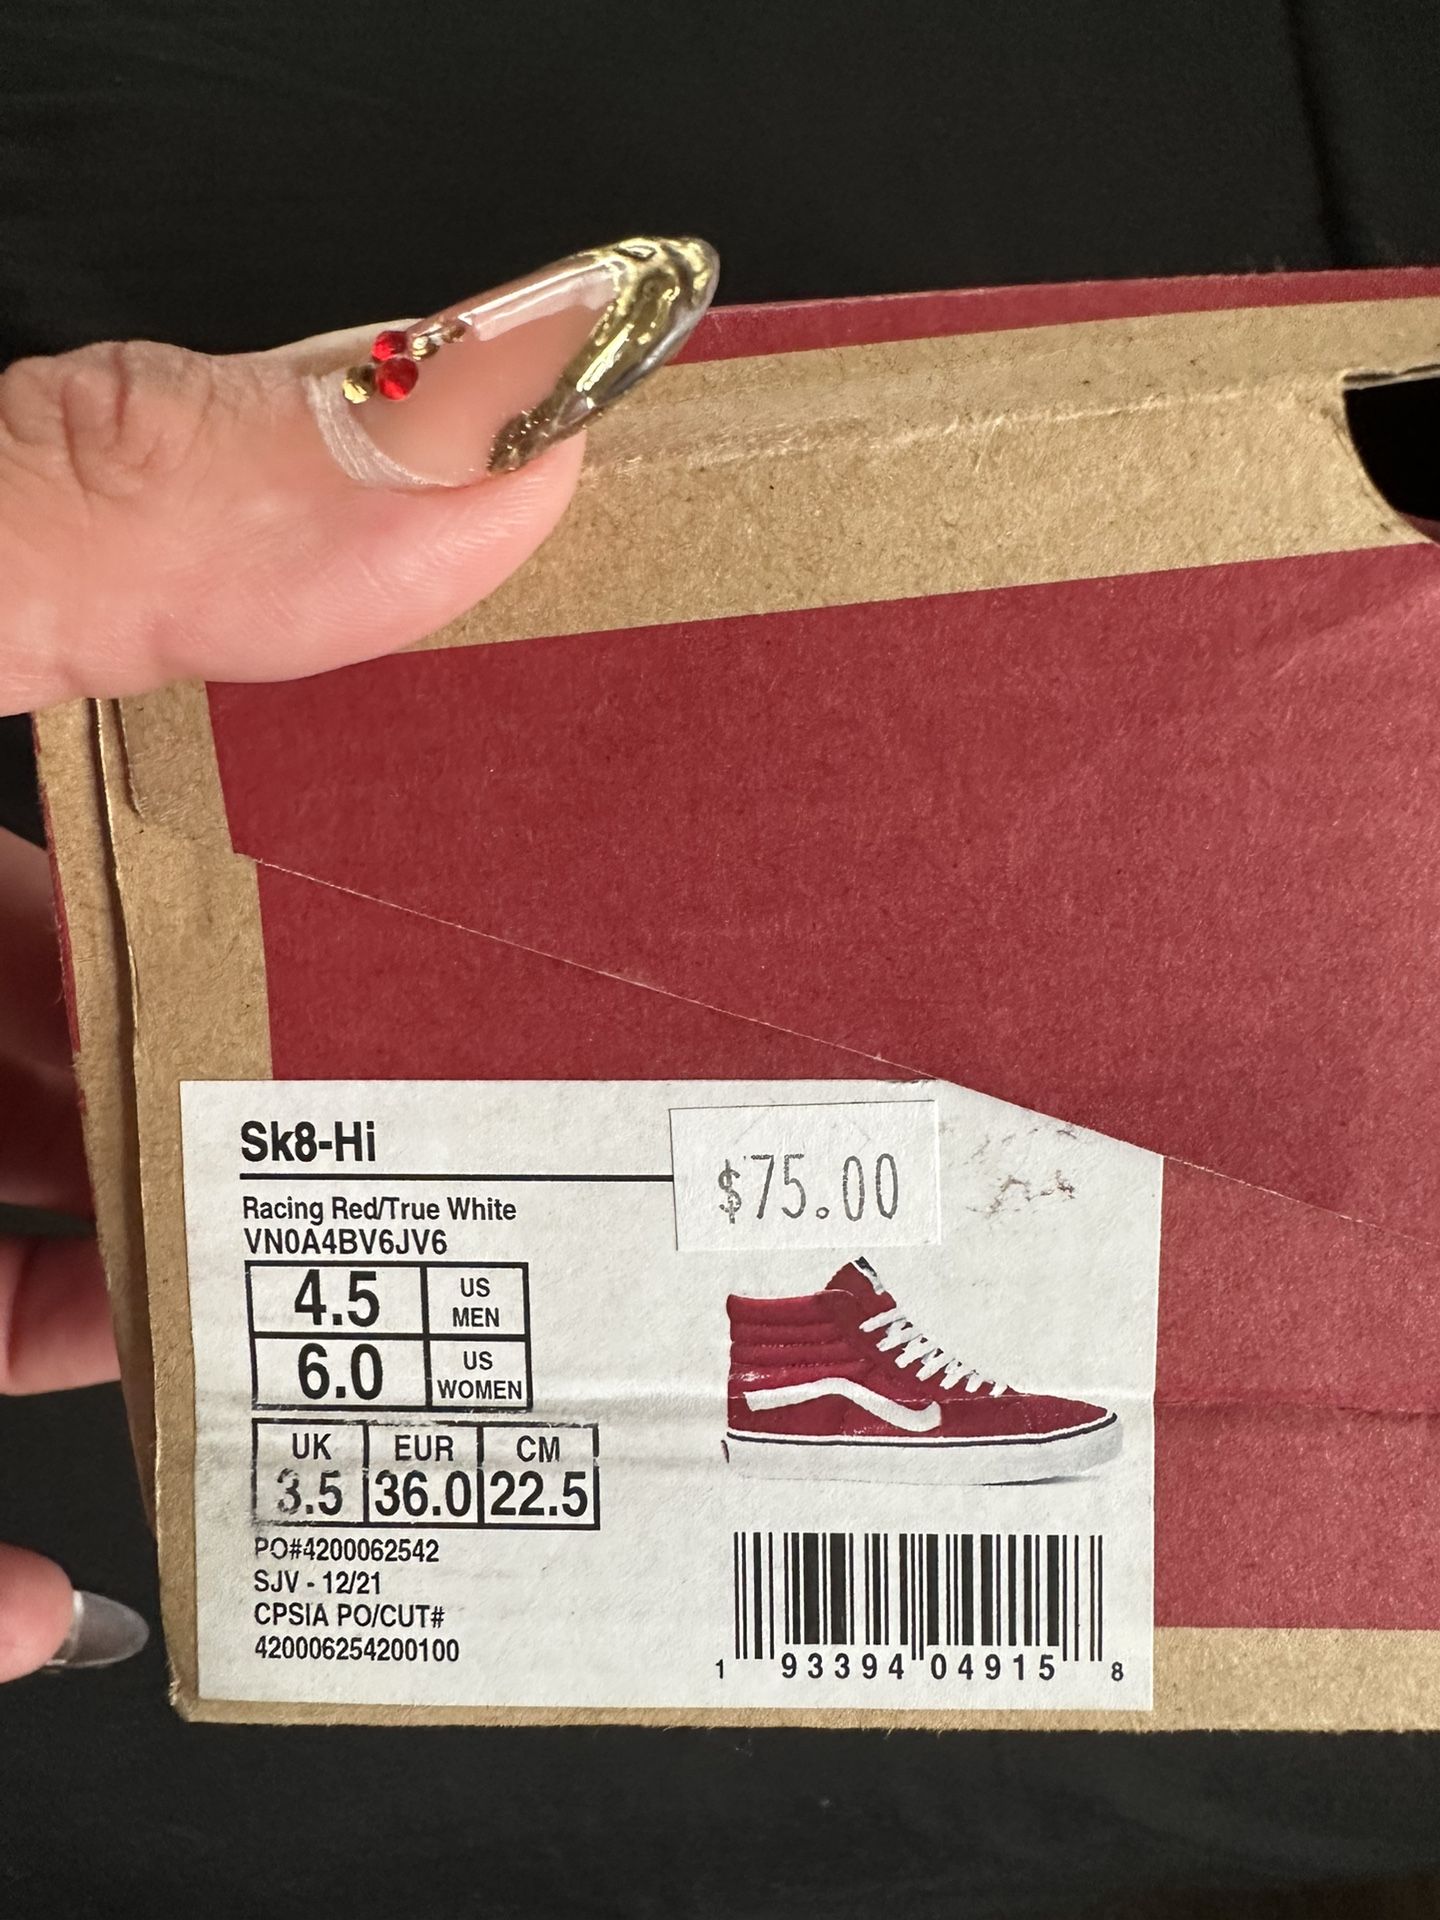 Sk8-Hi
$75.00
Racing Red/True White
VN0A4BV6JV6
4.5 US MEN
6.0 US WOMEN
UK EUR CM
3.5 36.0 22.5
PO#4200062542
SJV - 12/21
CPSIA PO/CUT#
420006254200100
1 93394 04915 8